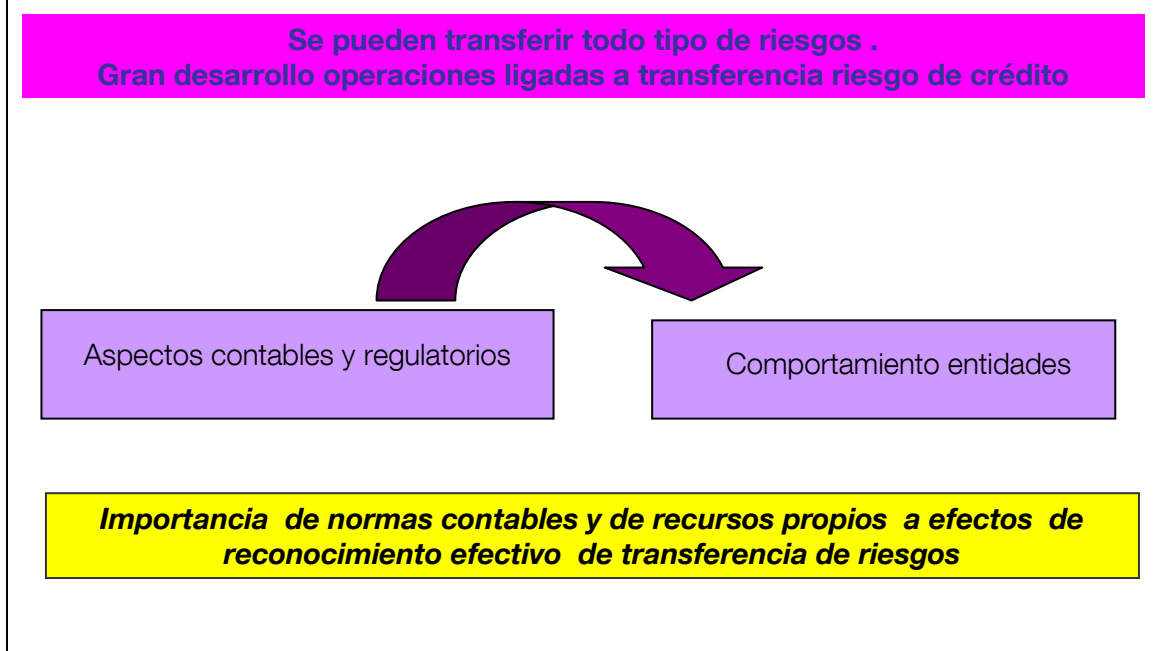 Se pueden transferir todo tipo de riesgos .
Gran desarrollo operaciones ligadas a transferencia riesgo de crédito
Aspectos contables y regulatorios
Comportamiento entidades
Importancia de normas contables y de recursos propios a efectos de
reconocimiento efectivo de transferencia de riesgos